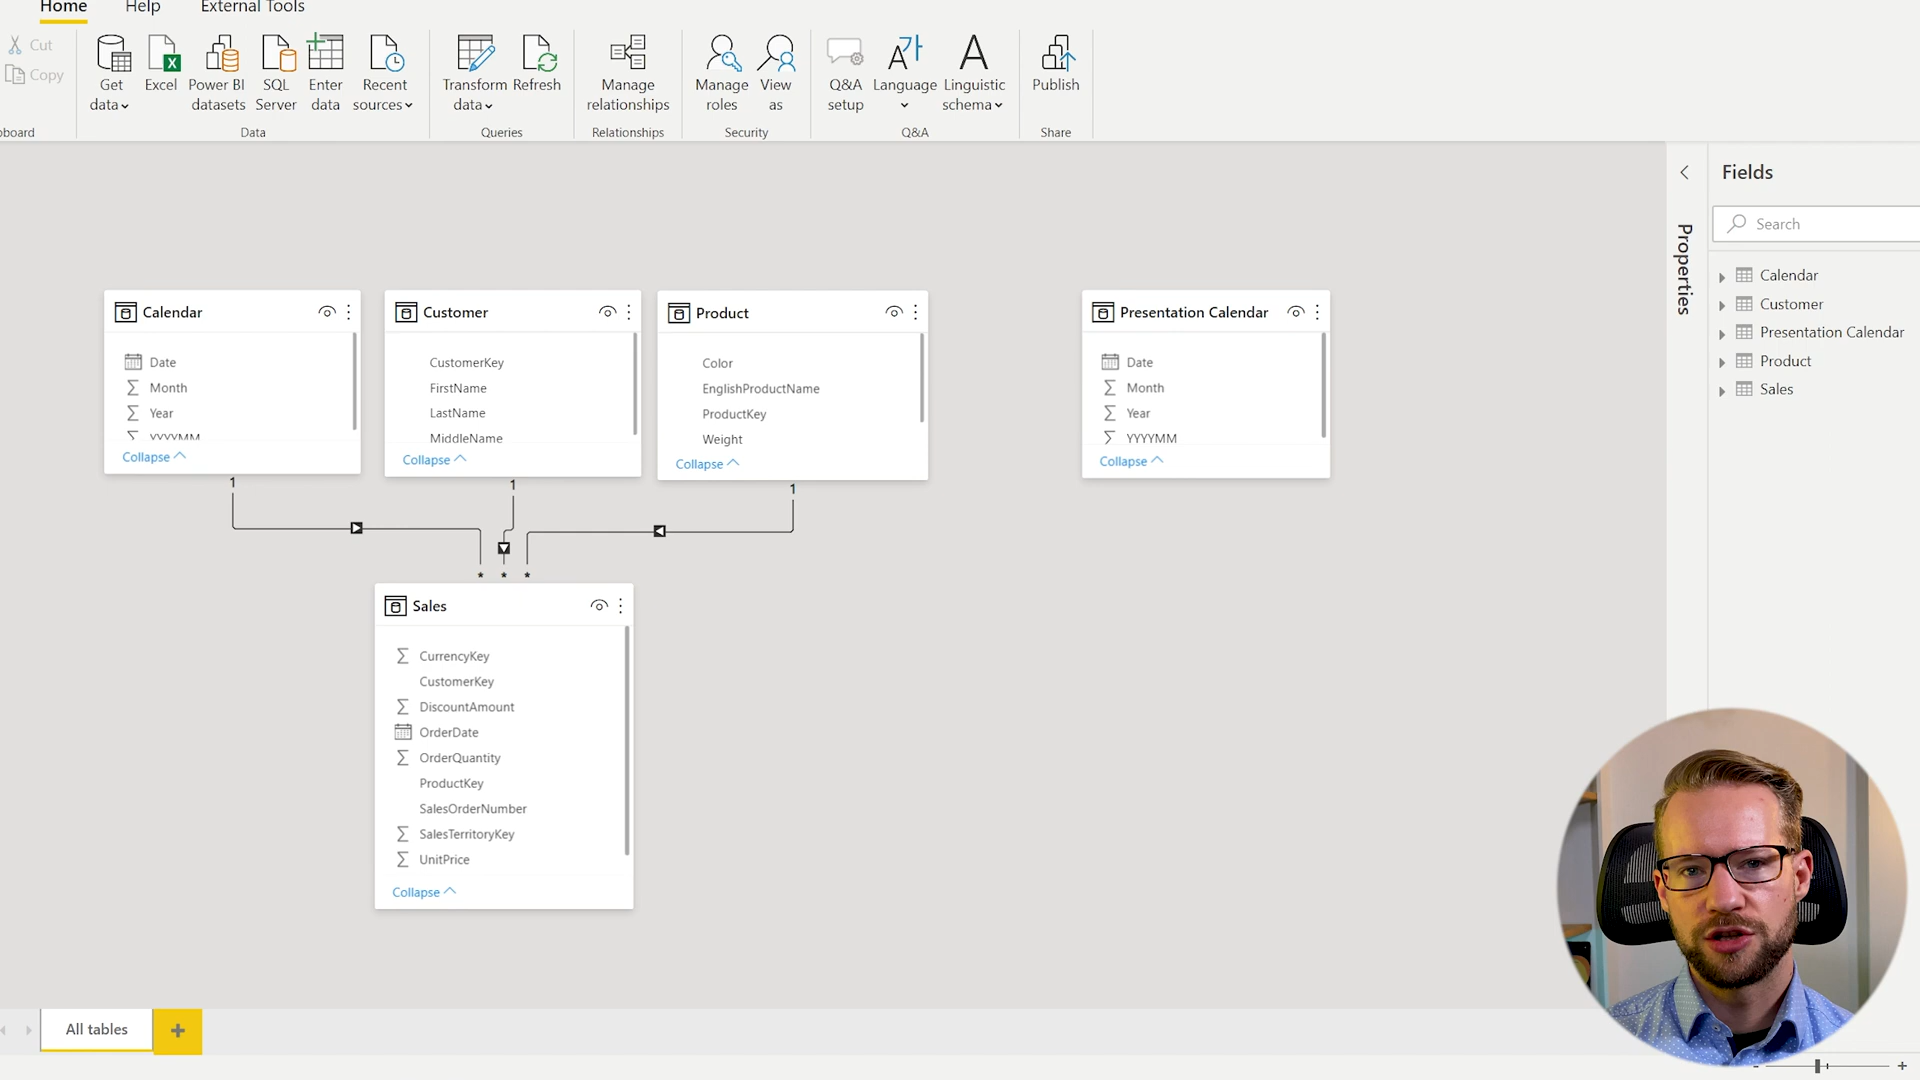 Home Help External Tools
Cut
Copy
Get data
Excel
Power BI datasets
SQL Server
Enter data
Recent sources
Transform data
Refresh
Manage relationships
Manage roles
View as
Q&A setup
Language
Linguistic schema
Publish
Data
Queries
Relationships
Security
Q&A
Share
Fields
Search
Properties
Calendar
Customer
Presentation Calendar
Product
Sales
Calendar
Date
Month
Year
YYYYMM
Collapse
Customer
CustomerKey
FirstName
LastName
MiddleName
Collapse
Product
Color
EnglishProductName
ProductKey
Weight
Collapse
Presentation Calendar
Date
Month
Year
YYYYMM
Collapse
1
1
1
* * *
Sales
CurrencyKey
CustomerKey
DiscountAmount
OrderDate
OrderQuantity
ProductKey
SalesOrderNumber
SalesTerritoryKey
UnitPrice
Collapse
All tables
+